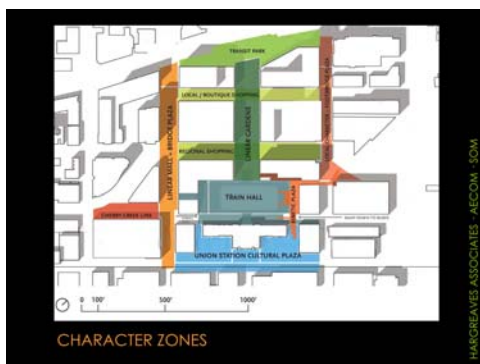 TRANSIT PARK
LOCAL / BOUTIQUE SHOPPING
LINEAR MALL - BRIDGE PLAZA
LINEAR GARDENS
REGIONAL SHOPPING
TRAIN HALL
CHERRY CREEK LINK
PLAZA
UNION STATION CULTURAL PLAZA
0 100' 500' 1000'
CHARACTER ZONES
HARGREAVES ASSOCIATES - AECOM - SOM